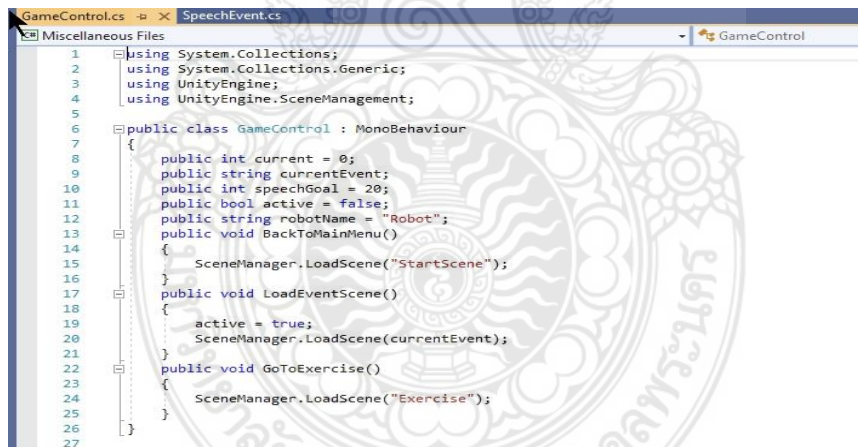 GameControl.cs SpeechEvent.cs
C# Miscellaneous Files GameControl
1 using System.Collections;
2 using System.Collections.Generic;
3 using UnityEngine;
4 using UnityEngine.SceneManagement;
5
6 public class GameControl : MonoBehaviour
7 {
8 public int current = 0;
9 public string currentEvent;
10 public int speechGoal = 20;
11 public bool active = false;
12 public string robotName = "Robot";
13 public void BackToMainMenu()
14 {
15 SceneManager.LoadScene("StartScene");
16 }
17 public void LoadEventScene()
18 {
19 active = true;
20 SceneManager.LoadScene(currentEvent);
21 }
22 public void GoToExercise()
23 {
24 SceneManager.LoadScene("Exercise");
25 }
26 }
27